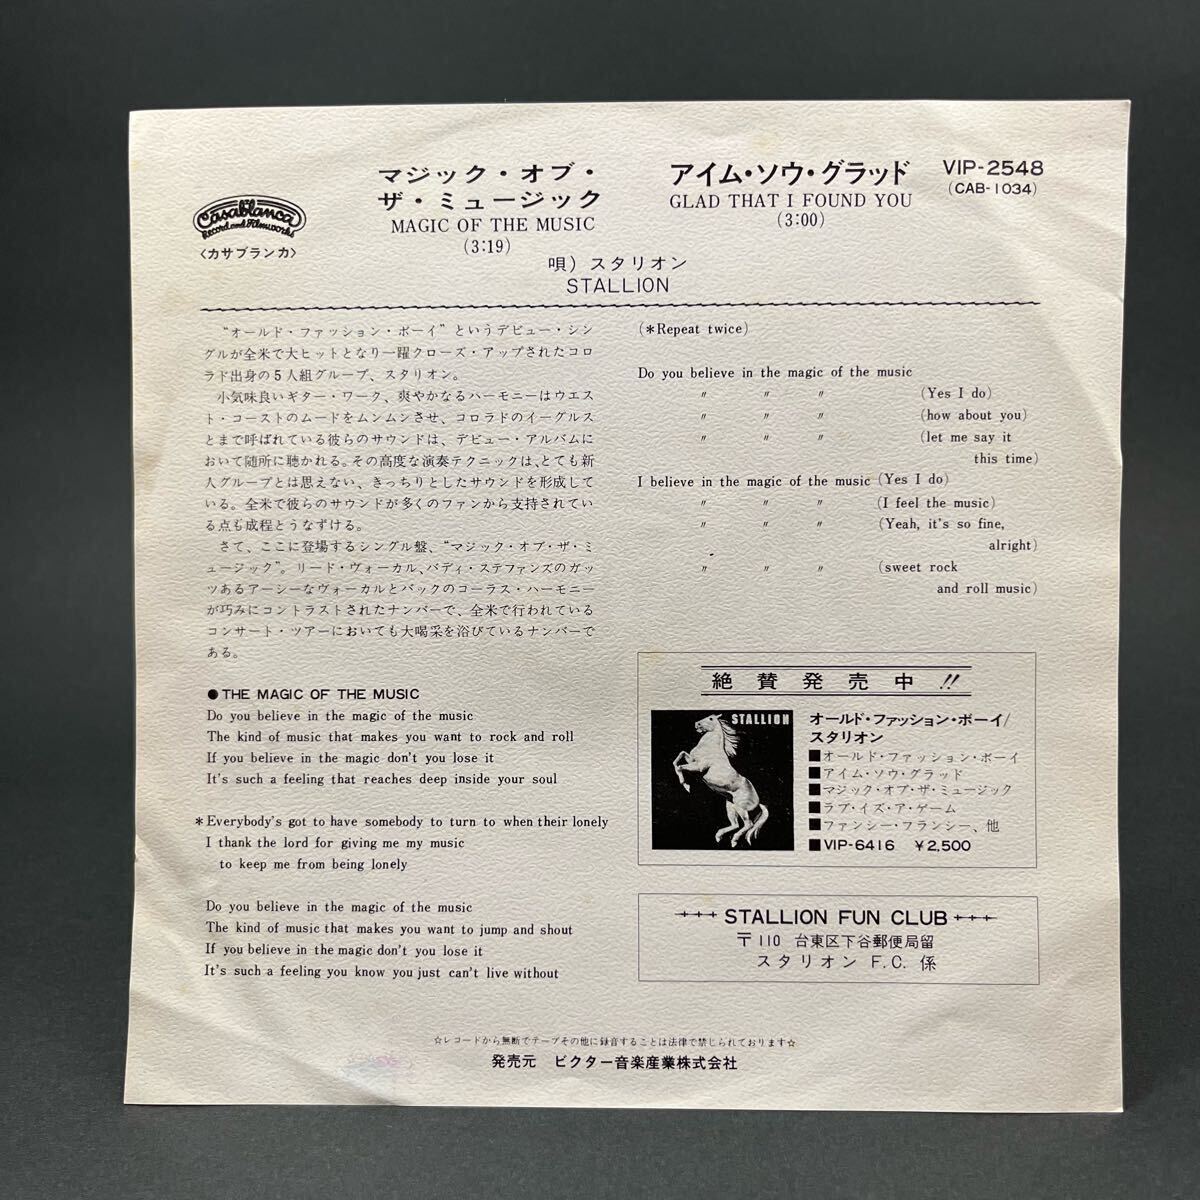 Casablanca
Record and Filmworks
〈カサブランカ〉
マジック・オブ・
ザ・ミュージック
MAGIC OF THE MUSIC
(3:19)
アイム・ソウ・グラッド
GLAD THAT I FOUND YOU
(3:00)
VIP-2548
(CAB-1034)
唄) スタリオン
STALLION
“オールド・ファッション・ボーイ”というデビュー・シン
グルが全米で大ヒットとなり一躍クローズ・アップされたコロ
ラド出身の5人組グループ、スタリオン。
小気味良いギター・ワーク、爽やかなるハーモニーはウエス
ト・コーストのムードをムンムンさせ、コロラドのイーグルス
とまで呼ばれている彼らのサウンドは、デビュー・アルバムに
おいて随所に聴かれる。その高度な演奏テクニックは、とても新
人グループとは思えない、きっちりとしたサウンドを形成して
いる。全米で彼らのサウンドが多くのファンから支持されてい
る点も成程とうなずける。
さて、ここに登場するシングル盤、“マジック・オブ・ザ・ミ
ュージック”。リード・ヴォーカル、バディ・ステファンズのガッ
ツあるアーシーなヴォーカルとバックのコーラス・ハーモニー
が巧みにコントラストされたナンバーで、全米で行われている
コンサート・ツアーにおいても大喝采を浴びているナンバーで
ある。
●THE MAGIC OF THE MUSIC
Do you believe in the magic of the music
The kind of music that makes you want to rock and roll
If you believe in the magic don't you lose it
It's such a feeling that reaches deep inside your soul
*Everybody's got to have somebody to turn to when their lonely
I thank the lord for giving me my music
to keep me from being lonely
Do you believe in the magic of the music
The kind of music that makes you want to jump and shout
If you believe in the magic don't you lose it
It's such a feeling you know you just can't live without
(*Repeat twice)
Do you believe in the magic of the music
〃 〃 〃 (Yes I do)
〃 〃 〃 (how about you)
〃 〃 〃 (let me say it
this time)
I believe in the magic of the music (Yes I do)
〃 〃 〃 (I feel the music)
〃 〃 〃 (Yeah, it's so fine,
alright)
〃 〃 〃 (sweet rock
and roll music)
絶賛発売中!!
STALLION
オールド・ファッション・ボーイ/
スタリオン
■オールド・ファッション・ボーイ
■アイム・ソウ・グラッド
■マジック・オブ・ザ・ミュージック
■ラブ・イズ・ア・ゲーム
■ファンシー・フランシー、他
■VIP-6416 ¥2,500
+++ STALLION FUN CLUB +++
〒110 台東区下谷郵便局留
スタリオン F.C. 係
☆レコードから無断でテープその他に録音することは法律で禁じられております☆
発売元 ビクター音楽産業株式会社